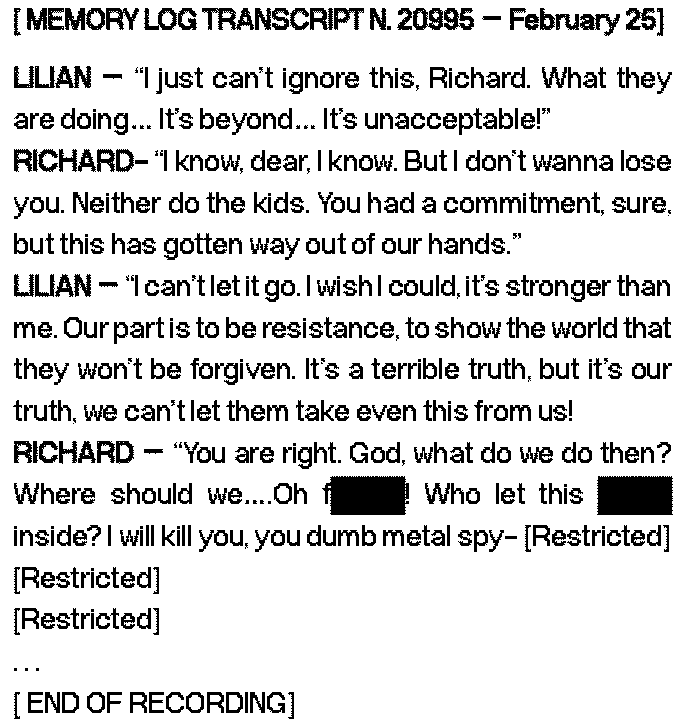 [ MEMORY LOG TRANSCRIPT N. 20995 – February 25]
LILIAN – “I just can’t ignore this, Richard. What they
are doing... It’s beyond... It’s unacceptable!”
RICHARD– “I know, dear, I know. But I don’t wanna lose
you. Neither do the kids. You had a commitment, sure,
but this has gotten way out of our hands.”
LILIAN – “I can’t let it go. I wish I could, it’s stronger than
me. Our part is to be resistance, to show the world that
they won’t be forgiven. It’s a terrible truth, but it’s our
truth, we can’t let them take even this from us!
RICHARD – “You are right. God, what do we do then?
Where should we....Oh f! Who let this
inside? I will kill you, you dumb metal spy– [Restricted]
[Restricted]
[Restricted]
...
[ END OF RECORDING]